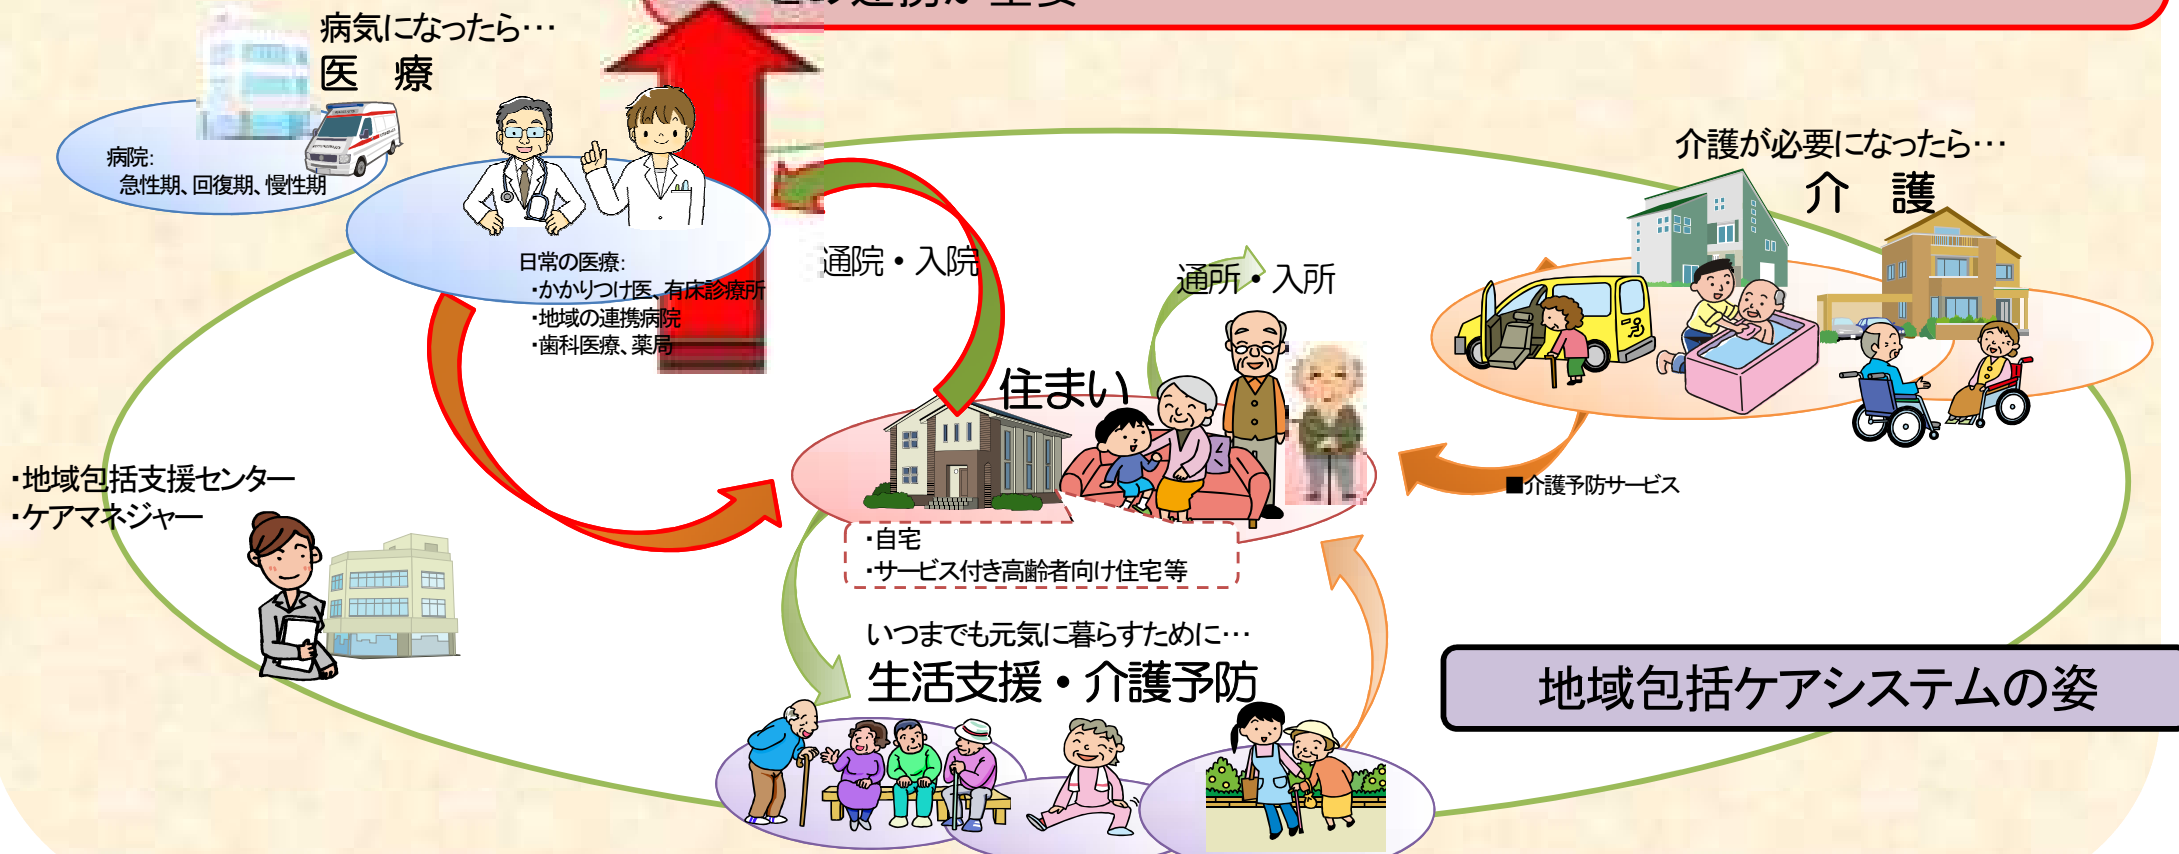 の連携が重要
病気になったら…
医 療
病院:
急性期、回復期、慢性期
日常の医療:
・かかりつけ医、有床診療所
・地域の連携病院
・歯科医療、薬局
通院・入院
通所・入所
介護が必要になったら…
介 護
住まい
■介護予防サービス
・地域包括支援センター
・ケアマネジャー
・自宅
・サービス付き高齢者向け住宅等
いつまでも元気に暮らすために…
生活支援・介護予防
地域包括ケアシステムの姿